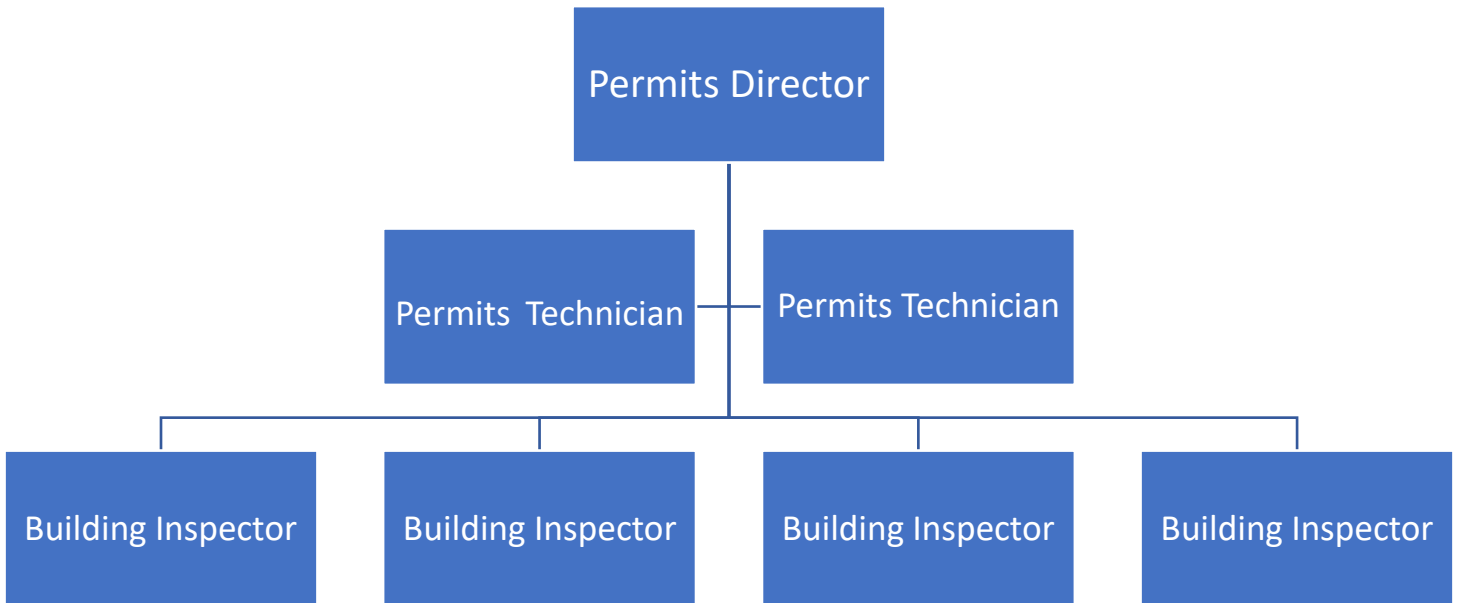 Permits Director
Permits  Technician
Permits Technician
Building Inspector
Building Inspector
Building Inspector
Building Inspector